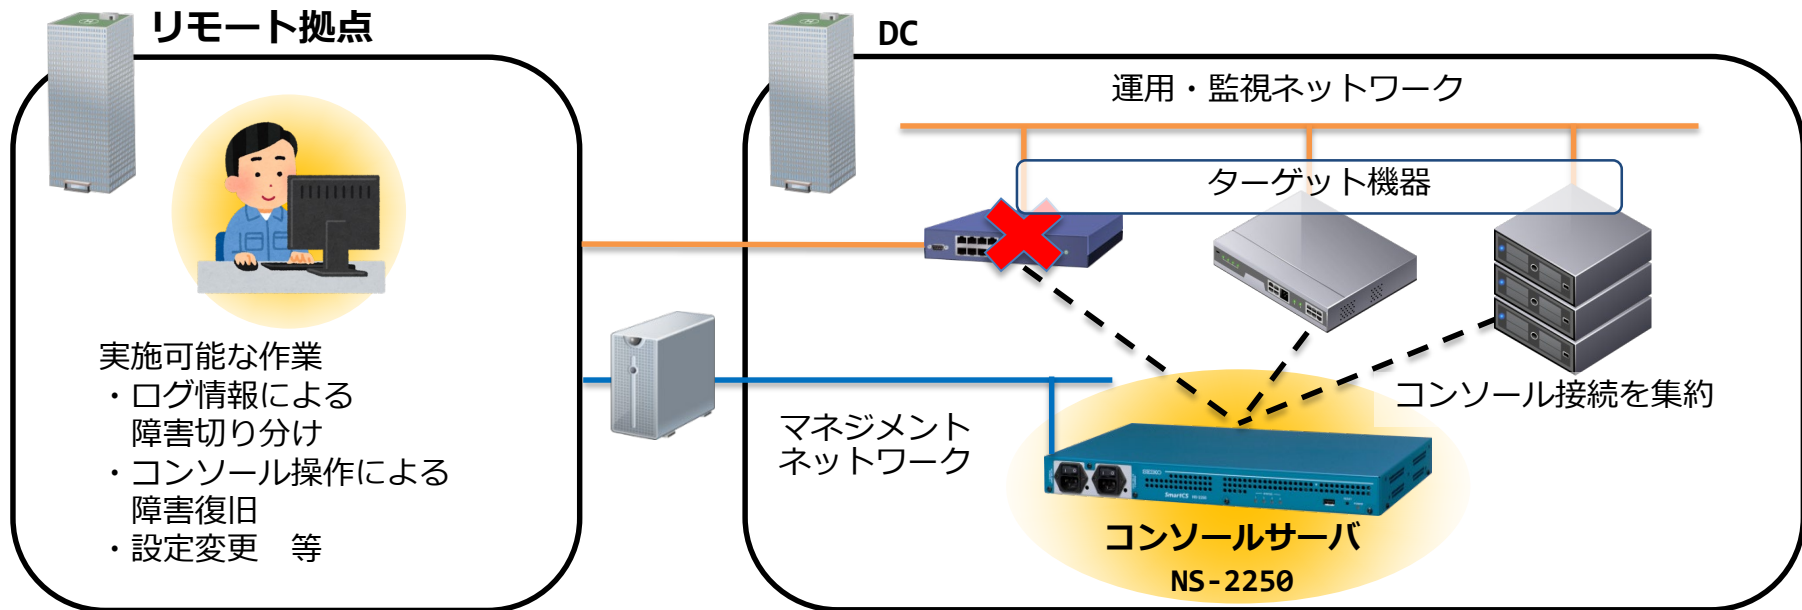 リモート拠点
実施可能な作業
・ログ情報による
障害切り分け
・コンソール操作による
障害復旧
・設定変更　等
DC
運用・監視ネットワーク
ターゲット機器
コンソール接続を集約
マネジメント
ネットワーク
SmartCS
コンソールサーバ
NS-2250